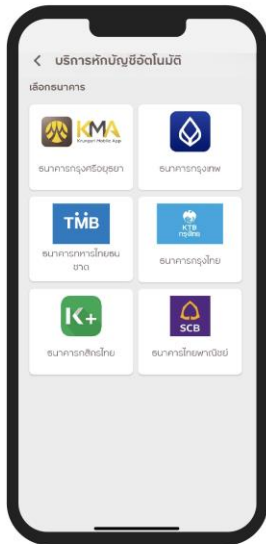 บริการหักบัญชีอัตโนมัติ
เลือกธนาคาร
KMA
Krungsri Mobile App
ธนาคารกรุงศรีอยุธยา
ธนาคารกรุงเทพ
TMB
ธนาคารทหารไทยธน
ชาต
KTB
กรุงไทย
ธนาคารกรุงไทย
K+
ธนาคารกสิกรไทย
SCB
ธนาคารไทยพาณิชย์